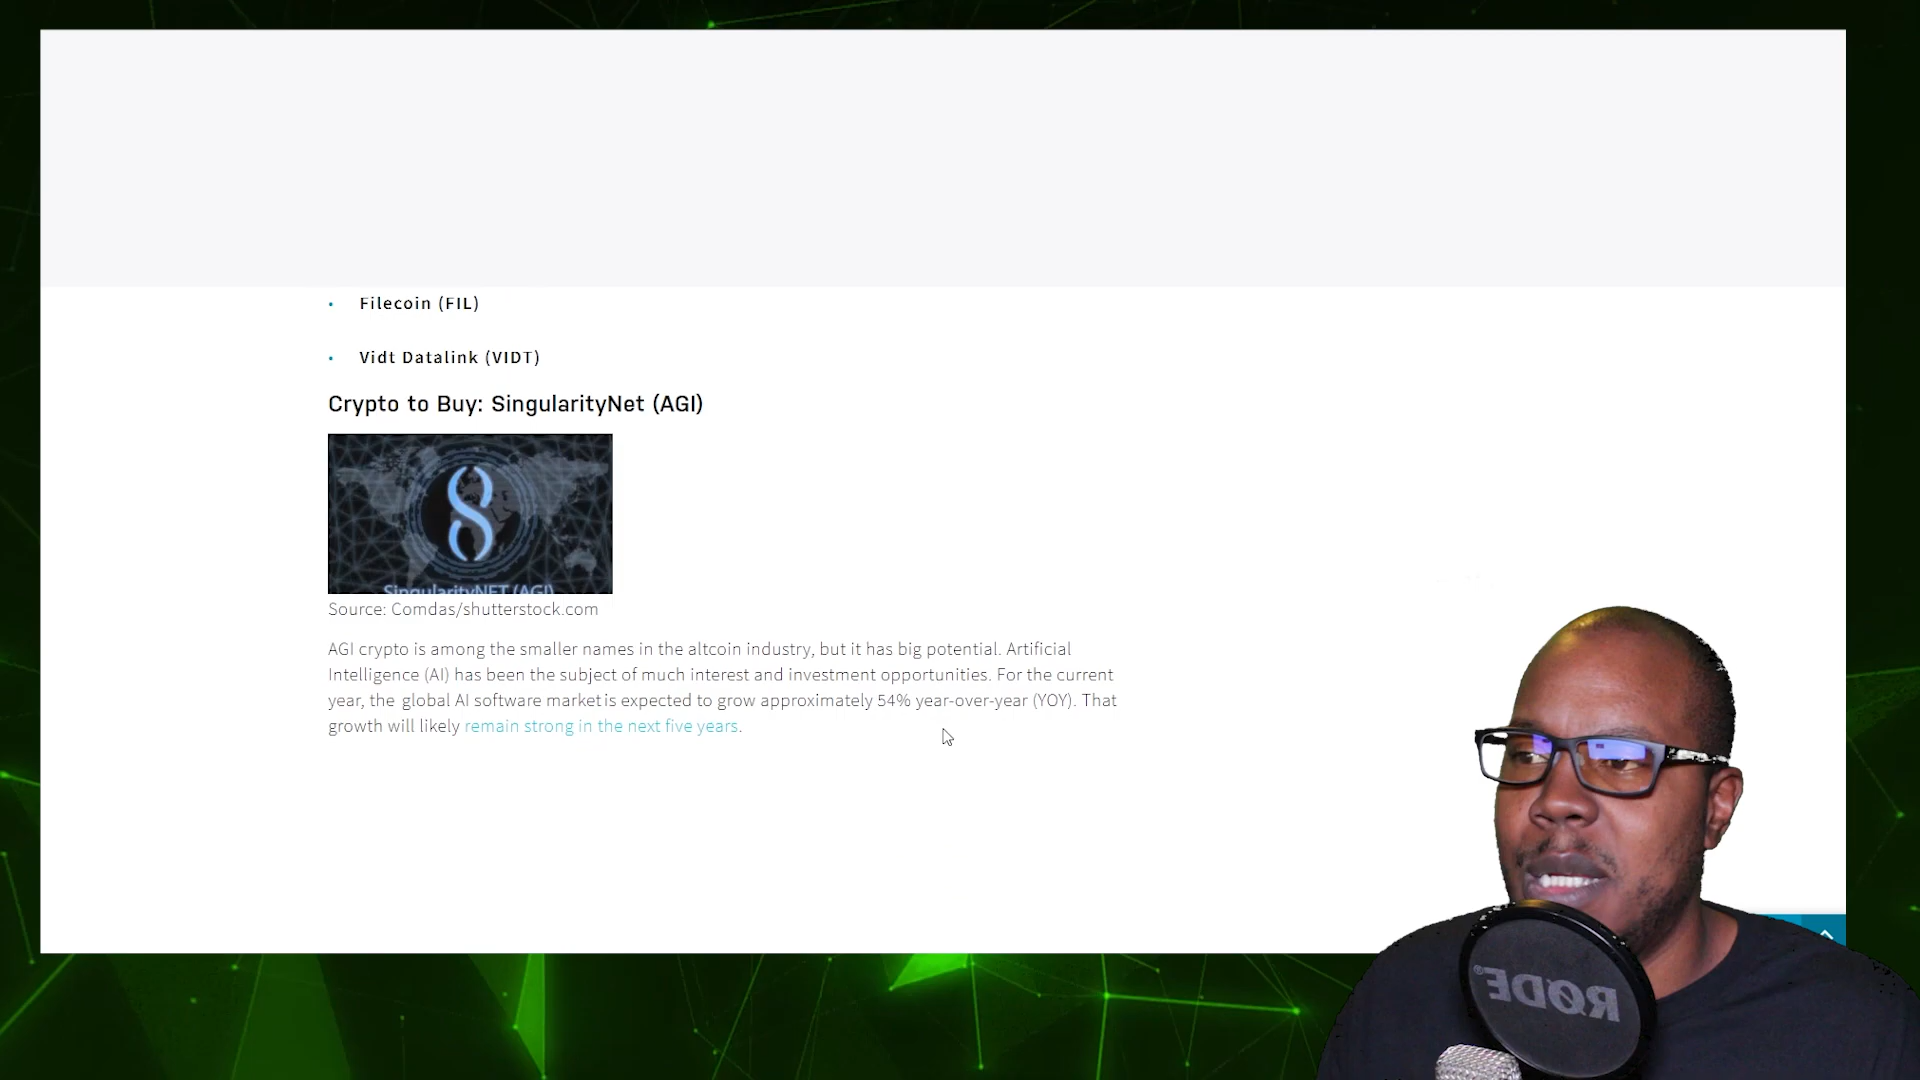 Filecoin (FIL)
Vidt Datalink (VIDT)
Crypto to Buy: SingularityNet (AGI)
SingularityNET (AGI)
Source: Comdas/shutterstock.com
AGI crypto is among the smaller names in the altcoin industry, but it has big potential. Artificial
Intelligence (AI) has been the subject of much interest and investment opportunities. For the current
year, the global AI software market is expected to grow approximately 54% year-over-year (YOY). That
growth will likely remain strong in the next five years.
RØDE